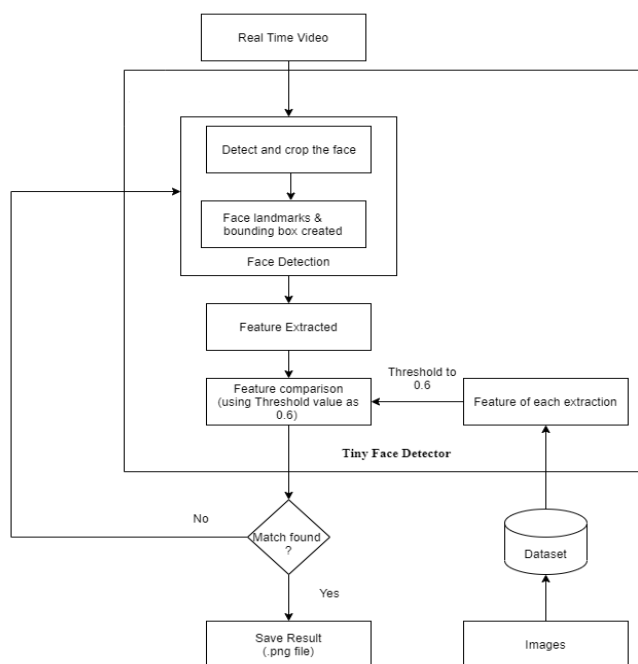 Real Time Video
Detect and crop the face
Face landmarks &
bounding box created
Face Detection
Feature Extracted
Feature comparison
(using Threshold value as
0.6)
Threshold to
0.6
Feature of each extraction
Tiny Face Detector
No
Match found
?
Yes
Dataset
Save Result
(.png file)
Images